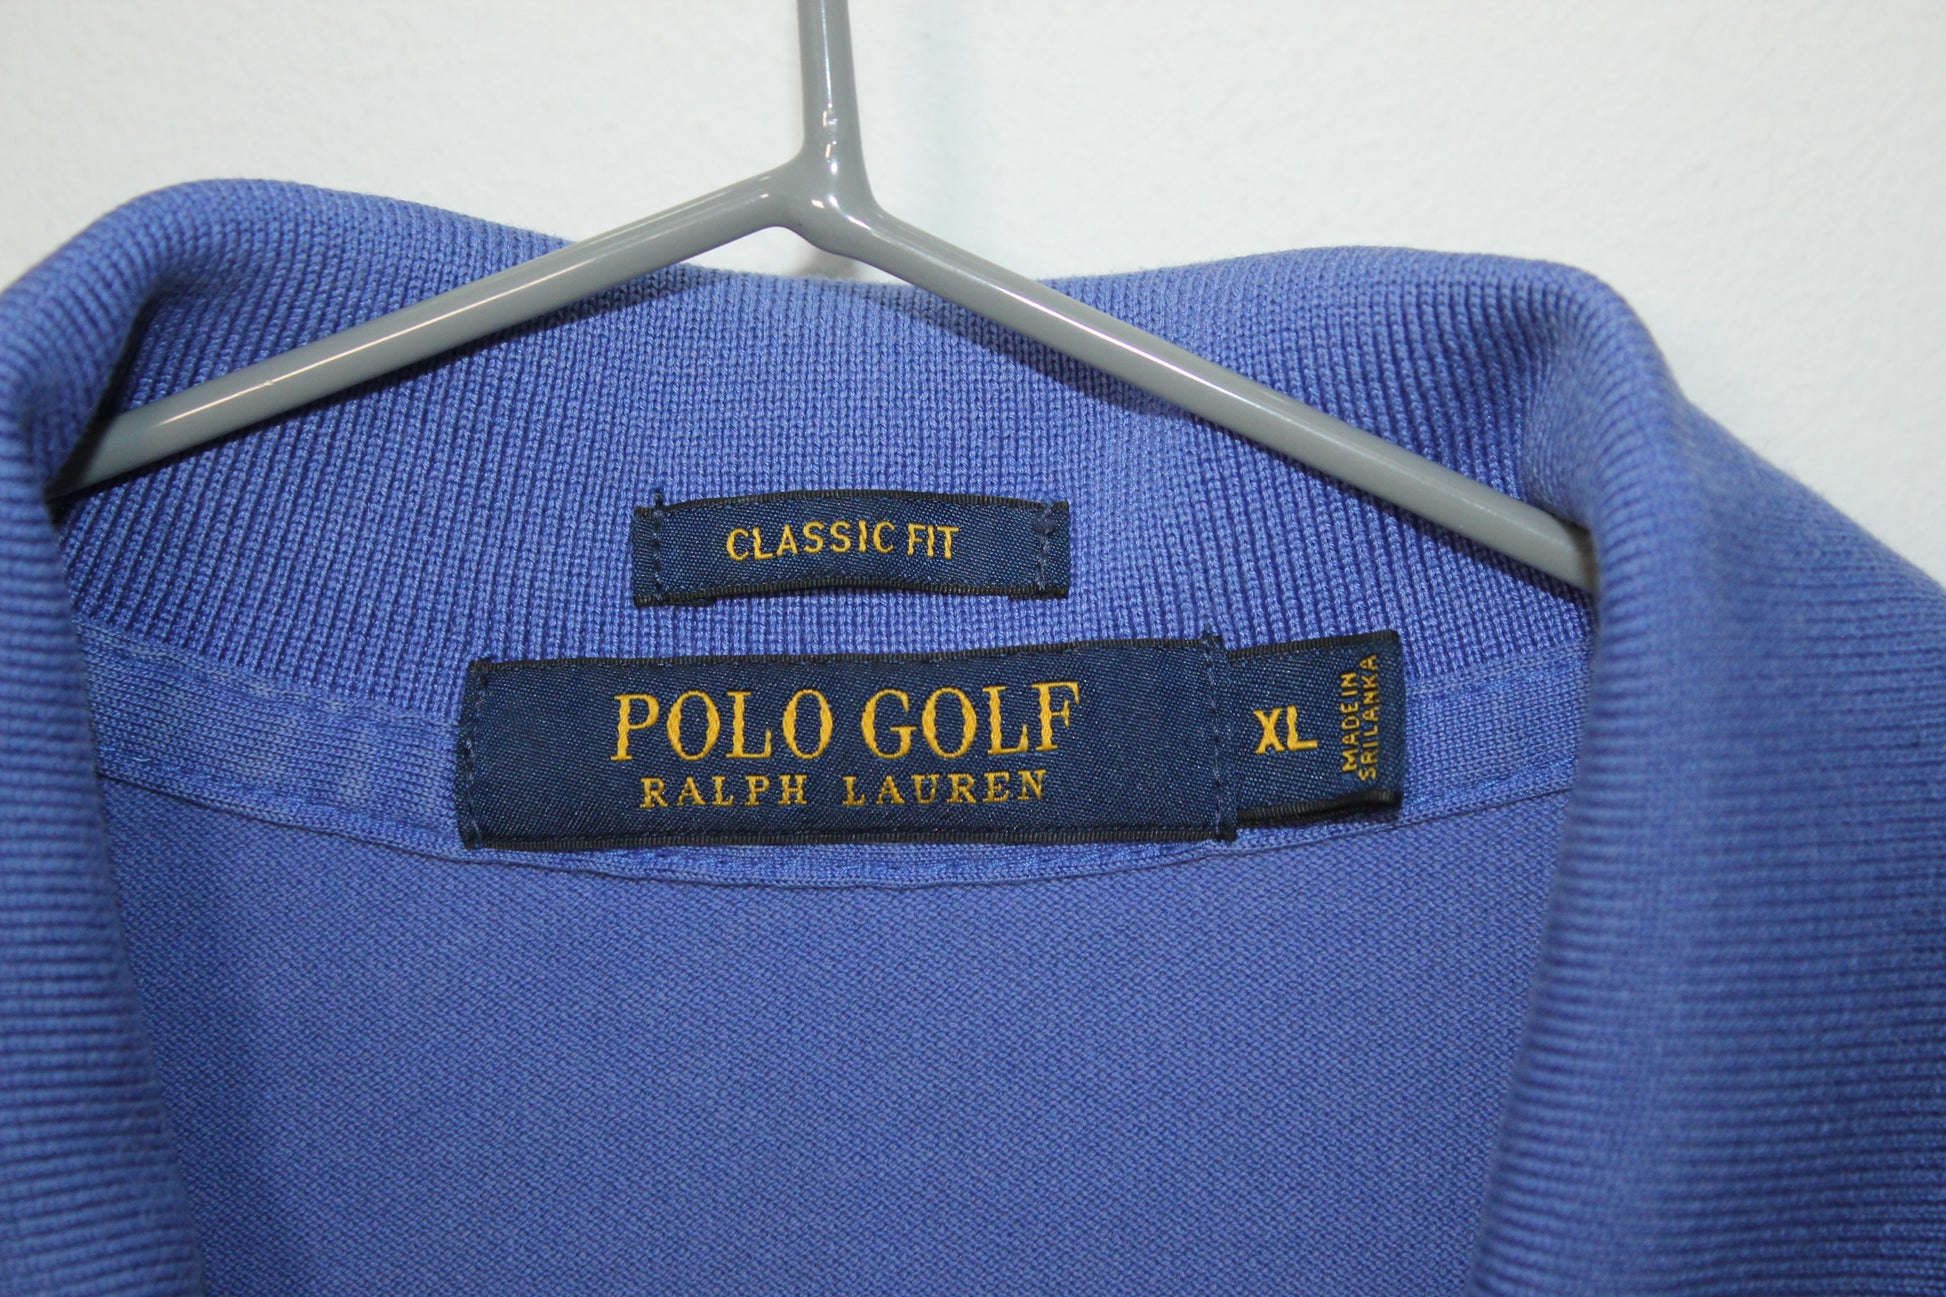 CLASSIC FIT
POLO GOLF
RALPH LAUREN
XL
MADE IN
SRI LANKA